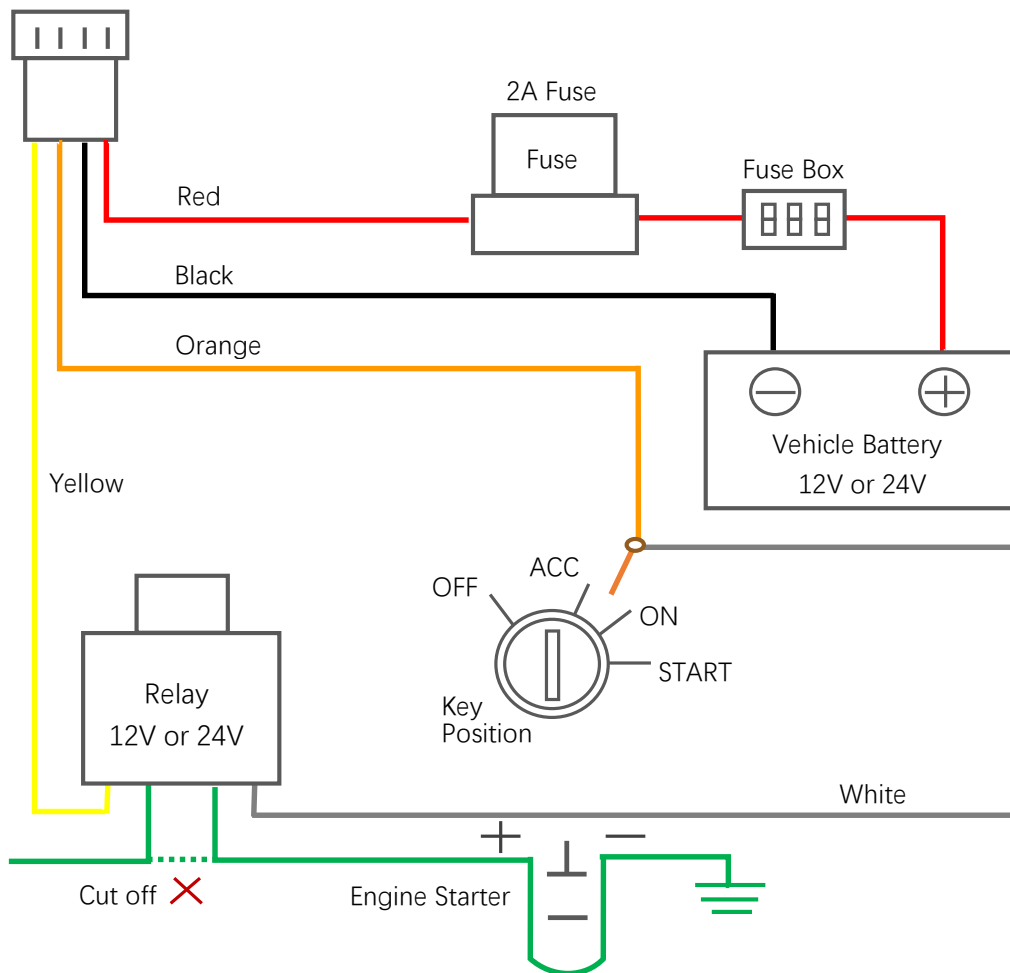 2A Fuse
Fuse
Fuse Box
Red
Black
Orange
Vehicle Battery
12V or 24V
Yellow
ACC
OFF
ON
START
Key
Position
Relay
12V or 24V
White
Cut off
Engine Starter